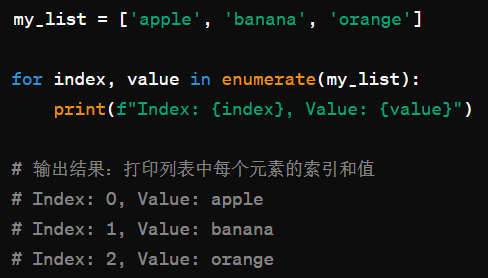 my_list = ['apple', 'banana', 'orange']
for index, value in enumerate(my_list):
    print(f"Index: {index}, Value: {value}")
# 输出结果：打印列表中每个元素的索引和值
# Index: 0, Value: apple
# Index: 1, Value: banana
# Index: 2, Value: orange